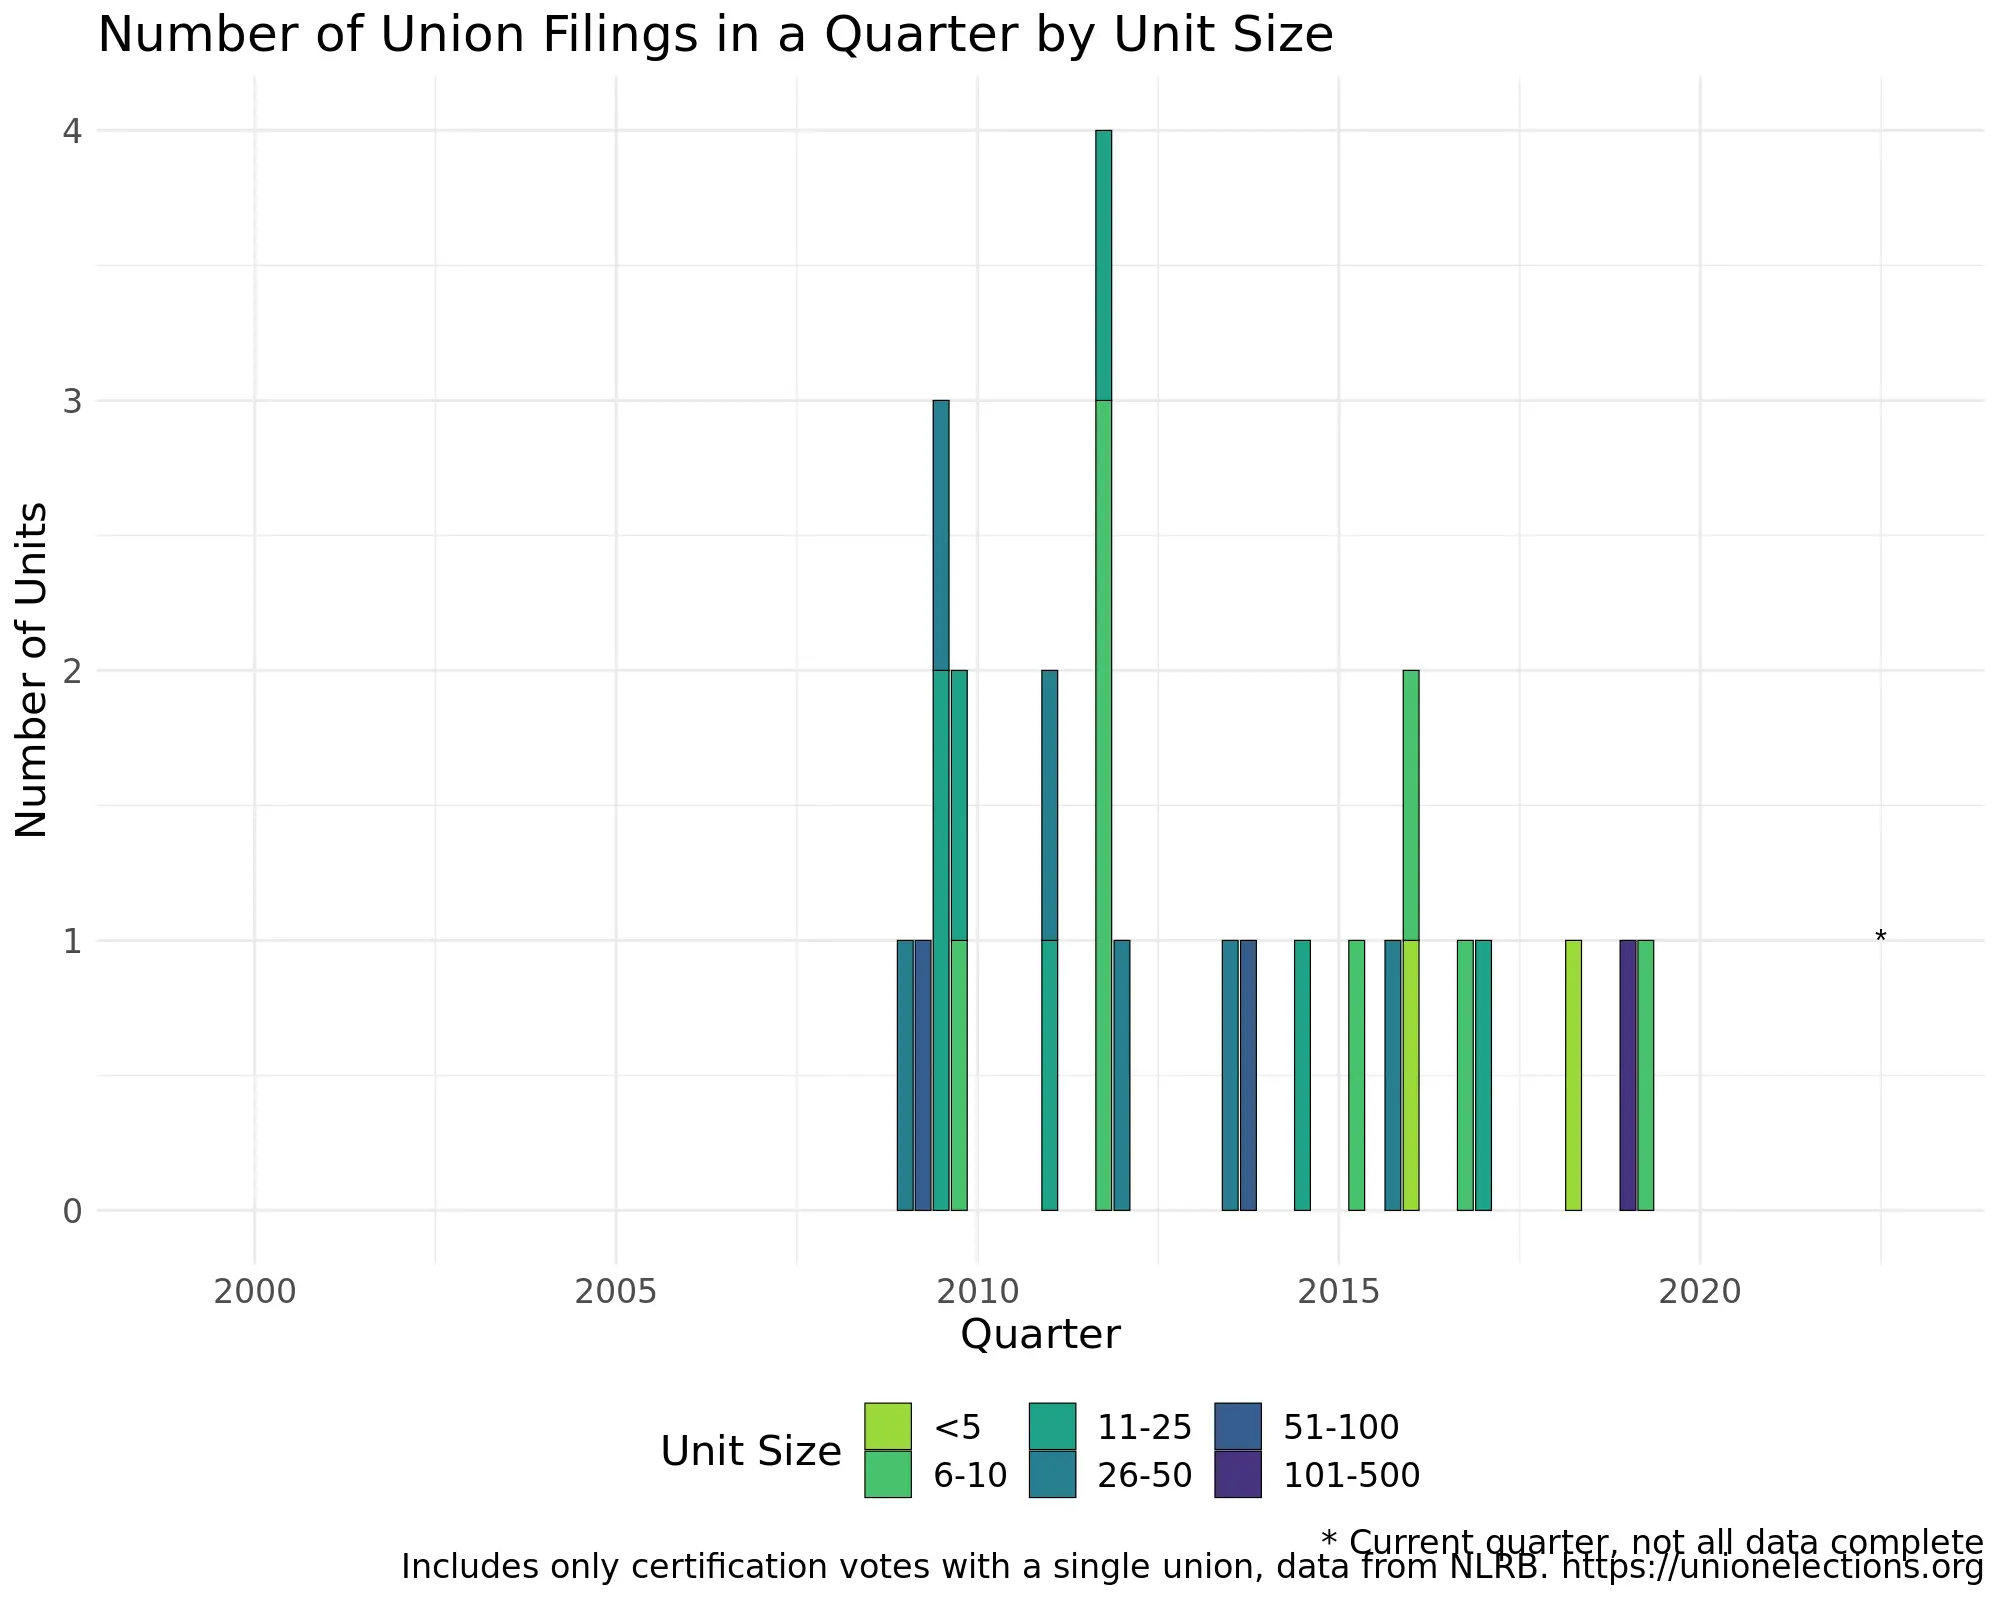 Number of Union Filings in a Quarter by Unit Size
Number of Units
4
3
2
1
0
*
2000 2005 2010 2015 2020
Quarter
Unit Size
<5 11-25 51-100
6-10 26-50 101-500
* Current quarter, not all data complete
Includes only certification votes with a single union, data from NLRB. https://unionelections.org